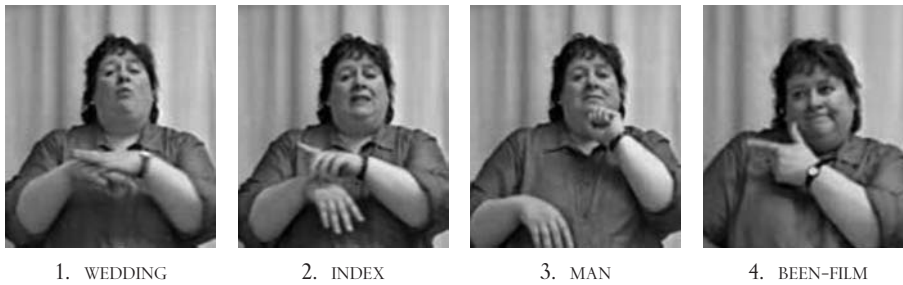 1. WEDDING
2. INDEX
3. MAN
4. BEEN-FILM